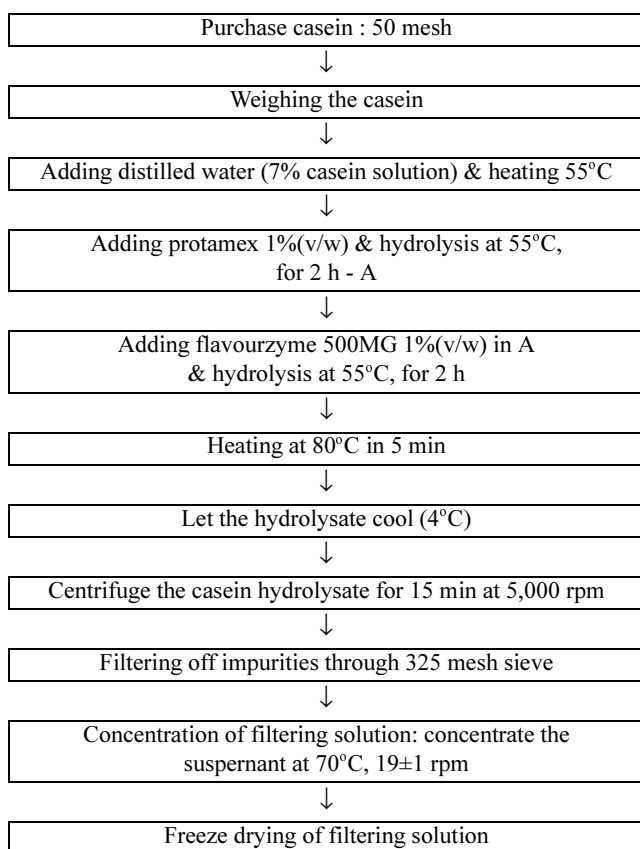 Purchase casein : 50 mesh
↓
Weighing the casein
↓
Adding distilled water (7% casein solution) & heating 55°C
↓
Adding protamex 1%(v/w) & hydrolysis at 55°C,
for 2 h - A
↓
Adding flavourzyme 500MG 1%(v/w) in A
& hydrolysis at 55°C, for 2 h
↓
Heating at 80°C in 5 min
↓
Let the hydrolysate cool (4°C)
↓
Centrifuge the casein hydrolysate for 15 min at 5,000 rpm
↓
Filtering off impurities through 325 mesh sieve
↓
Concentration of filtering solution: concentrate the
suspernant at 70°C, 19±1 rpm
↓
Freeze drying of filtering solution